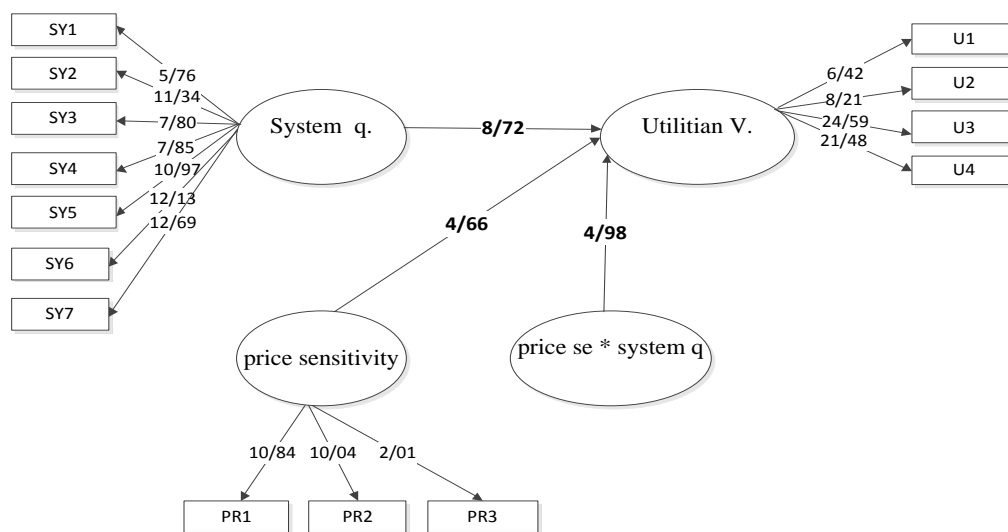 SY1
SY2
SY3
SY4
SY5
SY6
SY7
5/76
11/34
7/80
7/85
10/97
12/13
12/69
System q.
8/72
Utilitian V.
6/42
8/21
24/59
21/48
U1
U2
U3
U4
4/66
4/98
price sensitivity
price se * system q
10/84
10/04
2/01
PR1
PR2
PR3